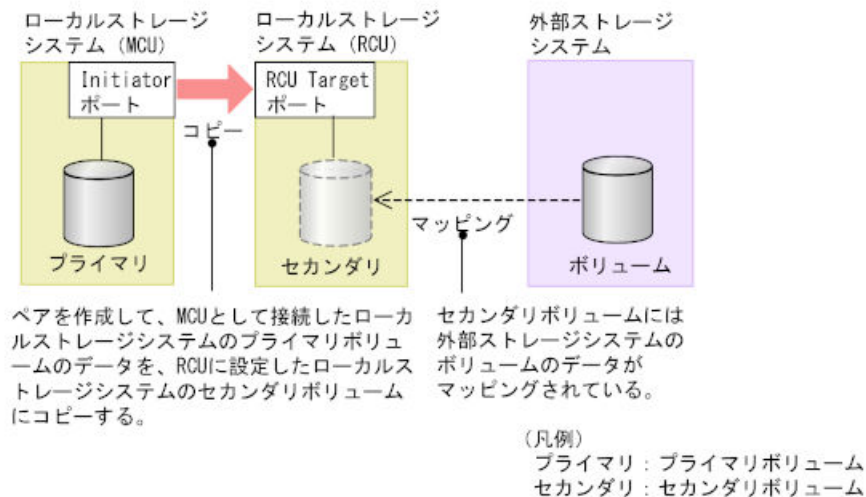 ローカルストレージ
システム (MCU)
ローカルストレージ
システム (RCU)
外部ストレージ
システム
Initiator
ポート
RCU Target
ポート
コピー
マッピング
プライマリ
セカンダリ
ボリューム
ペアを作成して、MCUとして接続したローカ
ルストレージシステムのプライマリボリュ
ームのデータを、RCUに設定したローカルス
トレージシステムのセカンダリボリューム
にコピーする。
セカンダリボリュームには
外部ストレージシステムの
ボリュームのデータが
マッピングされている。
(凡例)
プライマリ：プライマリボリューム
セカンダリ：セカンダリボリューム